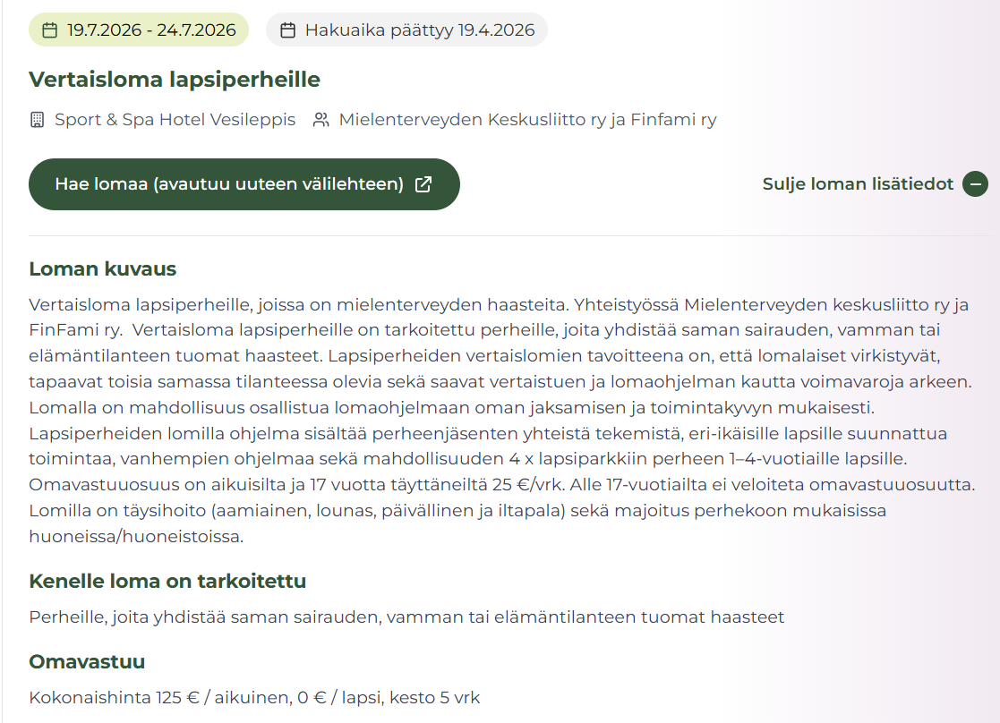 19.7.2026 - 24.7.2026 Hakuaika päättyy 19.4.2026
Vertaisloma lapsiperheille
Sport & Spa Hotel Vesileppis Mielenterveyden Keskusliitto ry ja Finfami ry
Hae lomaa (avautuu uuteen välilehteen) Sulje loman lisätiedot
Loman kuvaus
Vertaisloma lapsiperheille, joissa on mielenterveyden haasteita. Yhteistyössä Mielenterveyden keskusliitto ry ja
FinFami ry.  Vertaisloma lapsiperheille on tarkoitettu perheille, joita yhdistää saman sairauden, vamman tai
elämäntilanteen tuomat haasteet. Lapsiperheiden vertaislomien tavoitteena on, että lomalaiset virkistyvät,
tapaavat toisia samassa tilanteessa olevia sekä saavat vertaistuen ja lomaohjelman kautta voimavaroja arkeen.
Lomalla on mahdollisuus osallistua lomaohjelmaan oman jaksamisen ja toimintakyvyn mukaisesti.
Lapsiperheiden lomilla ohjelma sisältää perheenjäsenten yhteistä tekemistä, eri-ikäisille lapsille suunnattua
toimintaa, vanhempien ohjelmaa sekä mahdollisuuden 4 x lapsiparkkiin perheen 1–4-vuotiaille lapsille.
Omavastuuosuus on aikuisilta ja 17 vuotta täyttäneiltä 25 €/vrk. Alle 17-vuotiailta ei veloiteta omavastuuosuutta.
Lomilla on täysihoito (aamiainen, lounas, päivällinen ja iltapala) sekä majoitus perhekoon mukaisissa
huoneissa/huoneistoissa.
Kenelle loma on tarkoitettu
Perheille, joita yhdistää saman sairauden, vamman tai elämäntilanteen tuomat haasteet
Omavastuu
Kokonaishinta 125 € / aikuinen, 0 € / lapsi, kesto 5 vrk